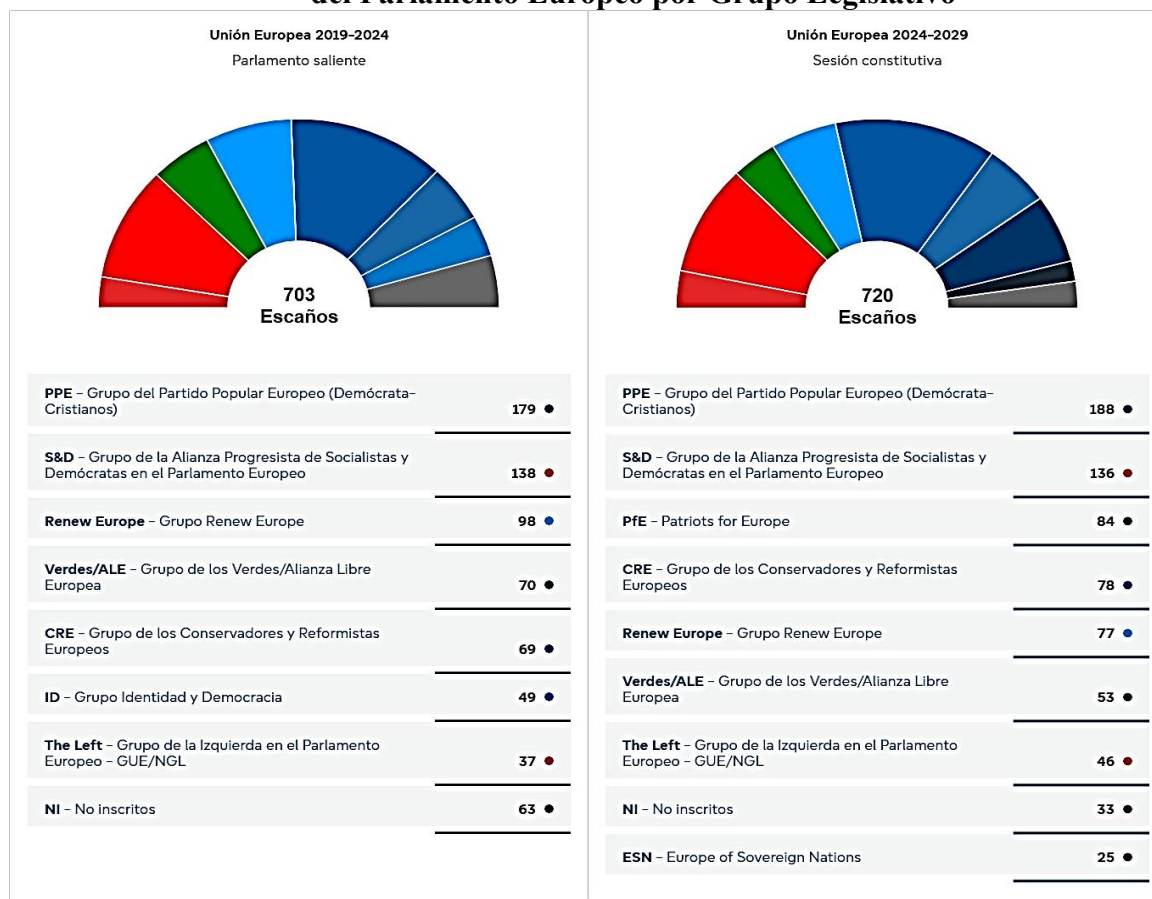 del Parlamento Europeo por Grupo Legislativo
Unión Europea 2019-2024
Parlamento saliente
703
Escaños
PPE - Grupo del Partido Popular Europeo (Demócrata-
Cristianos)
179
S&D - Grupo de la Alianza Progresista de Socialistas y
Demócratas en el Parlamento Europeo
138
Renew Europe - Grupo Renew Europe
98
Verdes/ALE - Grupo de los Verdes/Alianza Libre
Europea
70
CRE - Grupo de los Conservadores y Reformistas
Europeos
69
ID - Grupo Identidad y Democracia
49
The Left - Grupo de la Izquierda en el Parlamento
Europeo - GUE/NGL
37
NI - No inscritos
63
Unión Europea 2024-2029
Sesión constitutiva
720
Escaños
PPE - Grupo del Partido Popular Europeo (Demócrata-
Cristianos)
188
S&D - Grupo de la Alianza Progresista de Socialistas y
Demócratas en el Parlamento Europeo
136
PfE - Patriots for Europe
84
CRE - Grupo de los Conservadores y Reformistas
Europeos
78
Renew Europe - Grupo Renew Europe
77
Verdes/ALE - Grupo de los Verdes/Alianza Libre
Europea
53
The Left - Grupo de la Izquierda en el Parlamento
Europeo - GUE/NGL
46
NI - No inscritos
33
ESN - Europe of Sovereign Nations
25